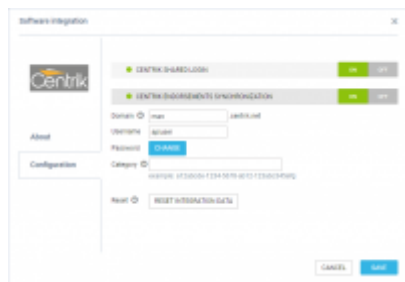 Software integration
Centrik
CENTRIK SHARED LOGIN ON OFF
CENTRIK ENDORSEMENTS SYNCHRONIZATION ON OFF
Domain .centrik.net
Username
About
Password CHANGE
Configuration
Category
Reset RESET INTEGRATION DATA
CANCEL SAVE